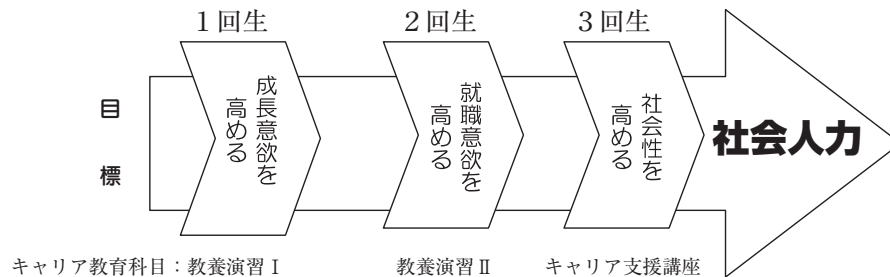 1回生
2回生
3回生
目標
成長意欲を
高める
就職意欲を
高める
社会性を
高める
社会人力
キャリア教育科目：教養演習Ⅰ
教養演習Ⅱ
キャリア支援講座